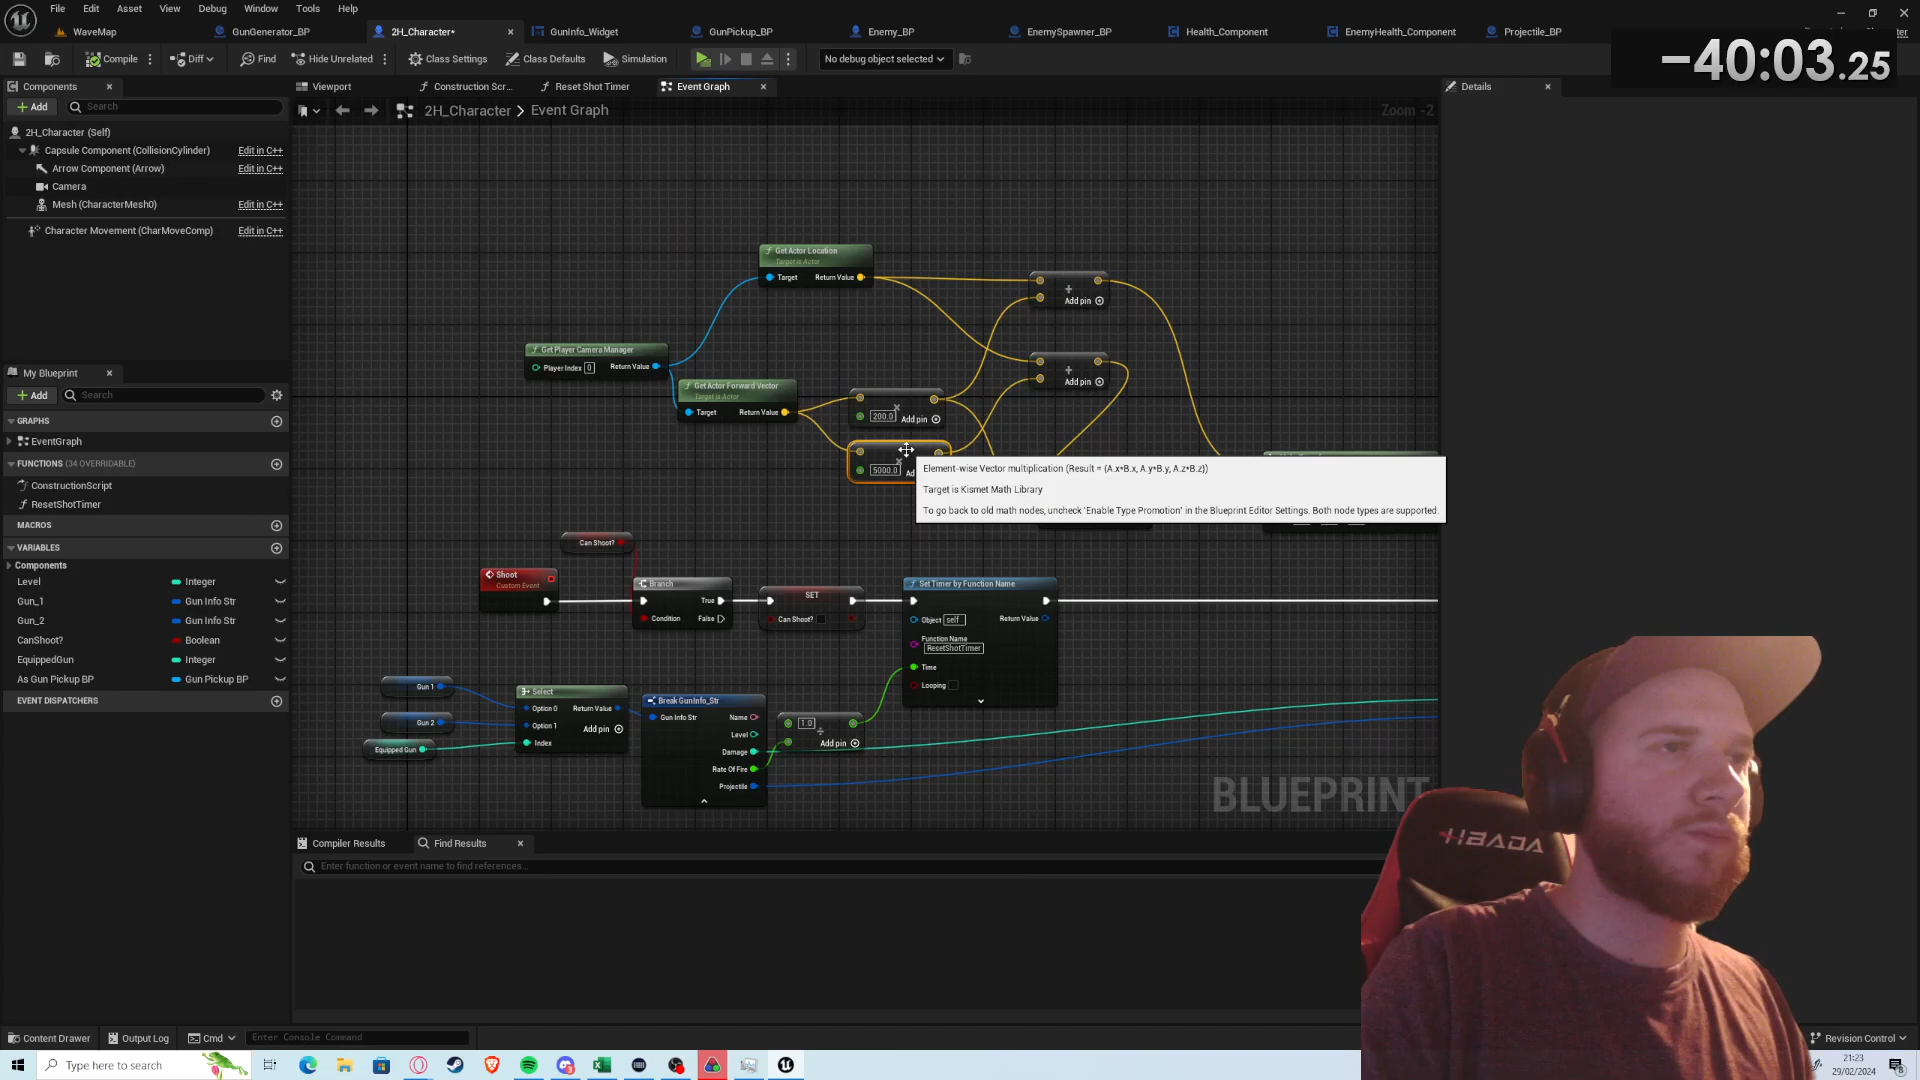 File Edit Asset View Debug Window Tools Help
WaveMap GunGenerator_BP 2H_Character* GunInfo_Widget GunPickup_BP Enemy_BP EnemySpawner_BP Health_Component EnemyHealth_Component Projectile_BP
-40:03.25
Compile Diff Find Hide Unrelated Class Settings Class Defaults Simulation No debug object selected
Components
Add Search
2H_Character (Self)
Capsule Component (CollisionCylinder) Edit in C++
Arrow Component (Arrow) Edit in C++
Camera
Mesh (CharacterMesh0) Edit in C++
Character Movement (CharMoveComp) Edit in C++
Viewport Construction Scr... Reset Shot Timer Event Graph
2H_Character > Event Graph Zoom -2
Details
Get Actor Location
Target is Actor
Target Return Value
+
Add pin
Get Player Camera Manager
Player Index 0 Return Value
+
Add pin
Get Actor Forward Vector
Target is Actor
Target Return Value
200.0 Add pin
5000.0
Element-wise Vector multiplication (Result = {A.x*B.x, A.y*B.y, A.z*B.z})
Target is Kismet Math Library
To go back to old math nodes, uncheck 'Enable Type Promotion' in the Blueprint Editor Settings. Both node types are supported.
My Blueprint
Add Search
GRAPHS
EventGraph
FUNCTIONS (34 OVERRIDABLE)
ConstructionScript
ResetShotTimer
MACROS
VARIABLES
Components
Level Integer
Gun_1 Gun Info Str
Gun_2 Gun Info Str
CanShoot? Boolean
EquippedGun Integer
As Gun Pickup BP Gun Pickup BP
EVENT DISPATCHERS
Can Shoot?
Shoot
Custom Event
Branch
True
Condition False
SET
Can Shoot?
Set Timer by Function Name
Object self Return Value
Function Name
ResetShotTimer
Time
Looping
Gun 1
Gun 2
Equipped Gun
Select
Option 0 Return Value
Option 1 Add pin
Index
Break GunInfo_Str
Gun Info Str Name
Level
Damage
Rate Of Fire
Projectile
1.0
÷
Add pin
BLUEPRINT
Compiler Results Find Results
Enter function or event name to find references...
HBADA
Content Drawer Output Log Cmd Enter Console Command Revision Control
Type here to search
21:23
29/02/2024